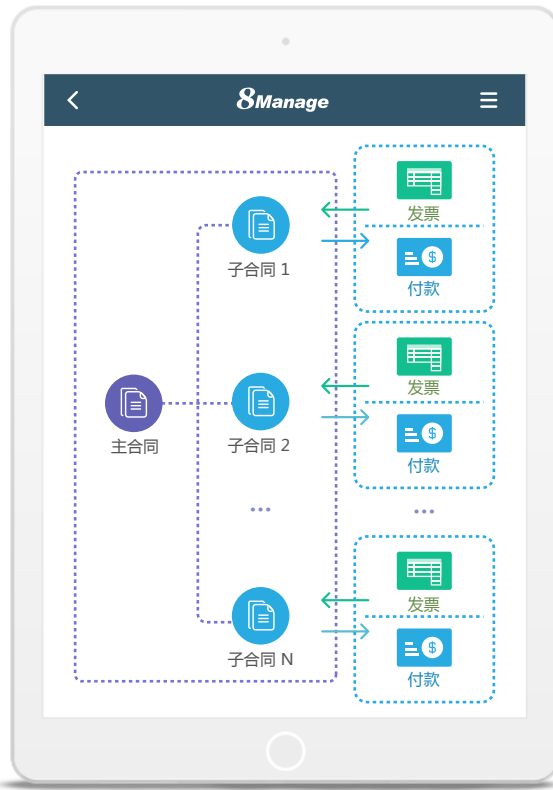 8Manage
发票
子合同 1
付款
发票
主合同
子合同 2
付款
...
...
发票
子合同 N
付款